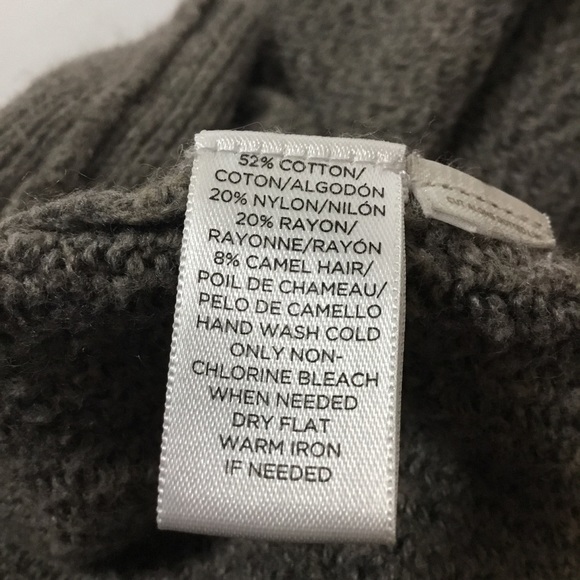 52% COTTON/
COTON/ALGODÓN
20% NYLON/NILÓN
20% RAYON/
RAYONNE/RAYÓN
8% CAMEL HAIR/
POIL DE CHAMEAU/
PELO DE CAMELLO
HAND WASH COLD
ONLY NON-
CHLORINE BLEACH
WHEN NEEDED
DRY FLAT
WARM IRON
IF NEEDED